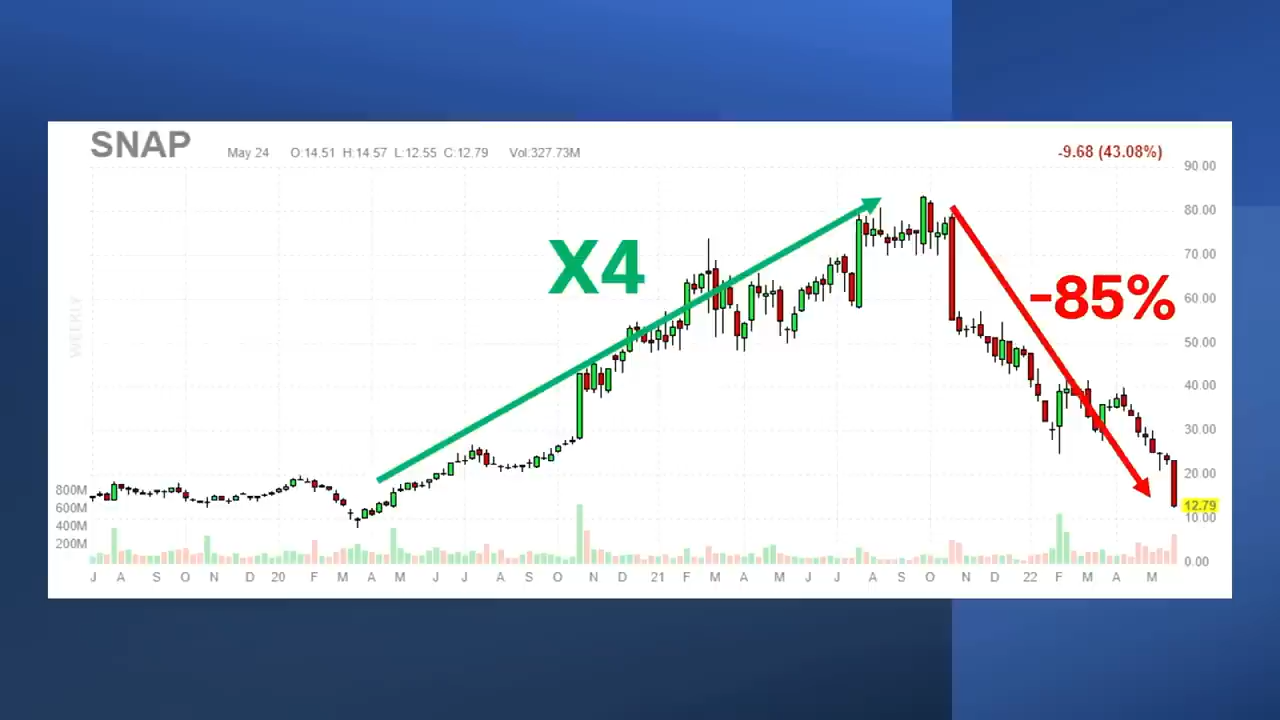 SNAP May 24 O:14.51 H:14.57 L:12.55 C:12.79 Vol:327.73M -9.68 (43.08%)
90.00
80.00
70.00
X4
-85%
60.00
WEEKLY
50.00
40.00
30.00
20.00
800M
12.79
600M
10.00
400M
200M
0.00
J A S O N D 20 F M A M J J A S O N D 21 F M A M J J A S O N D 22 F M A M